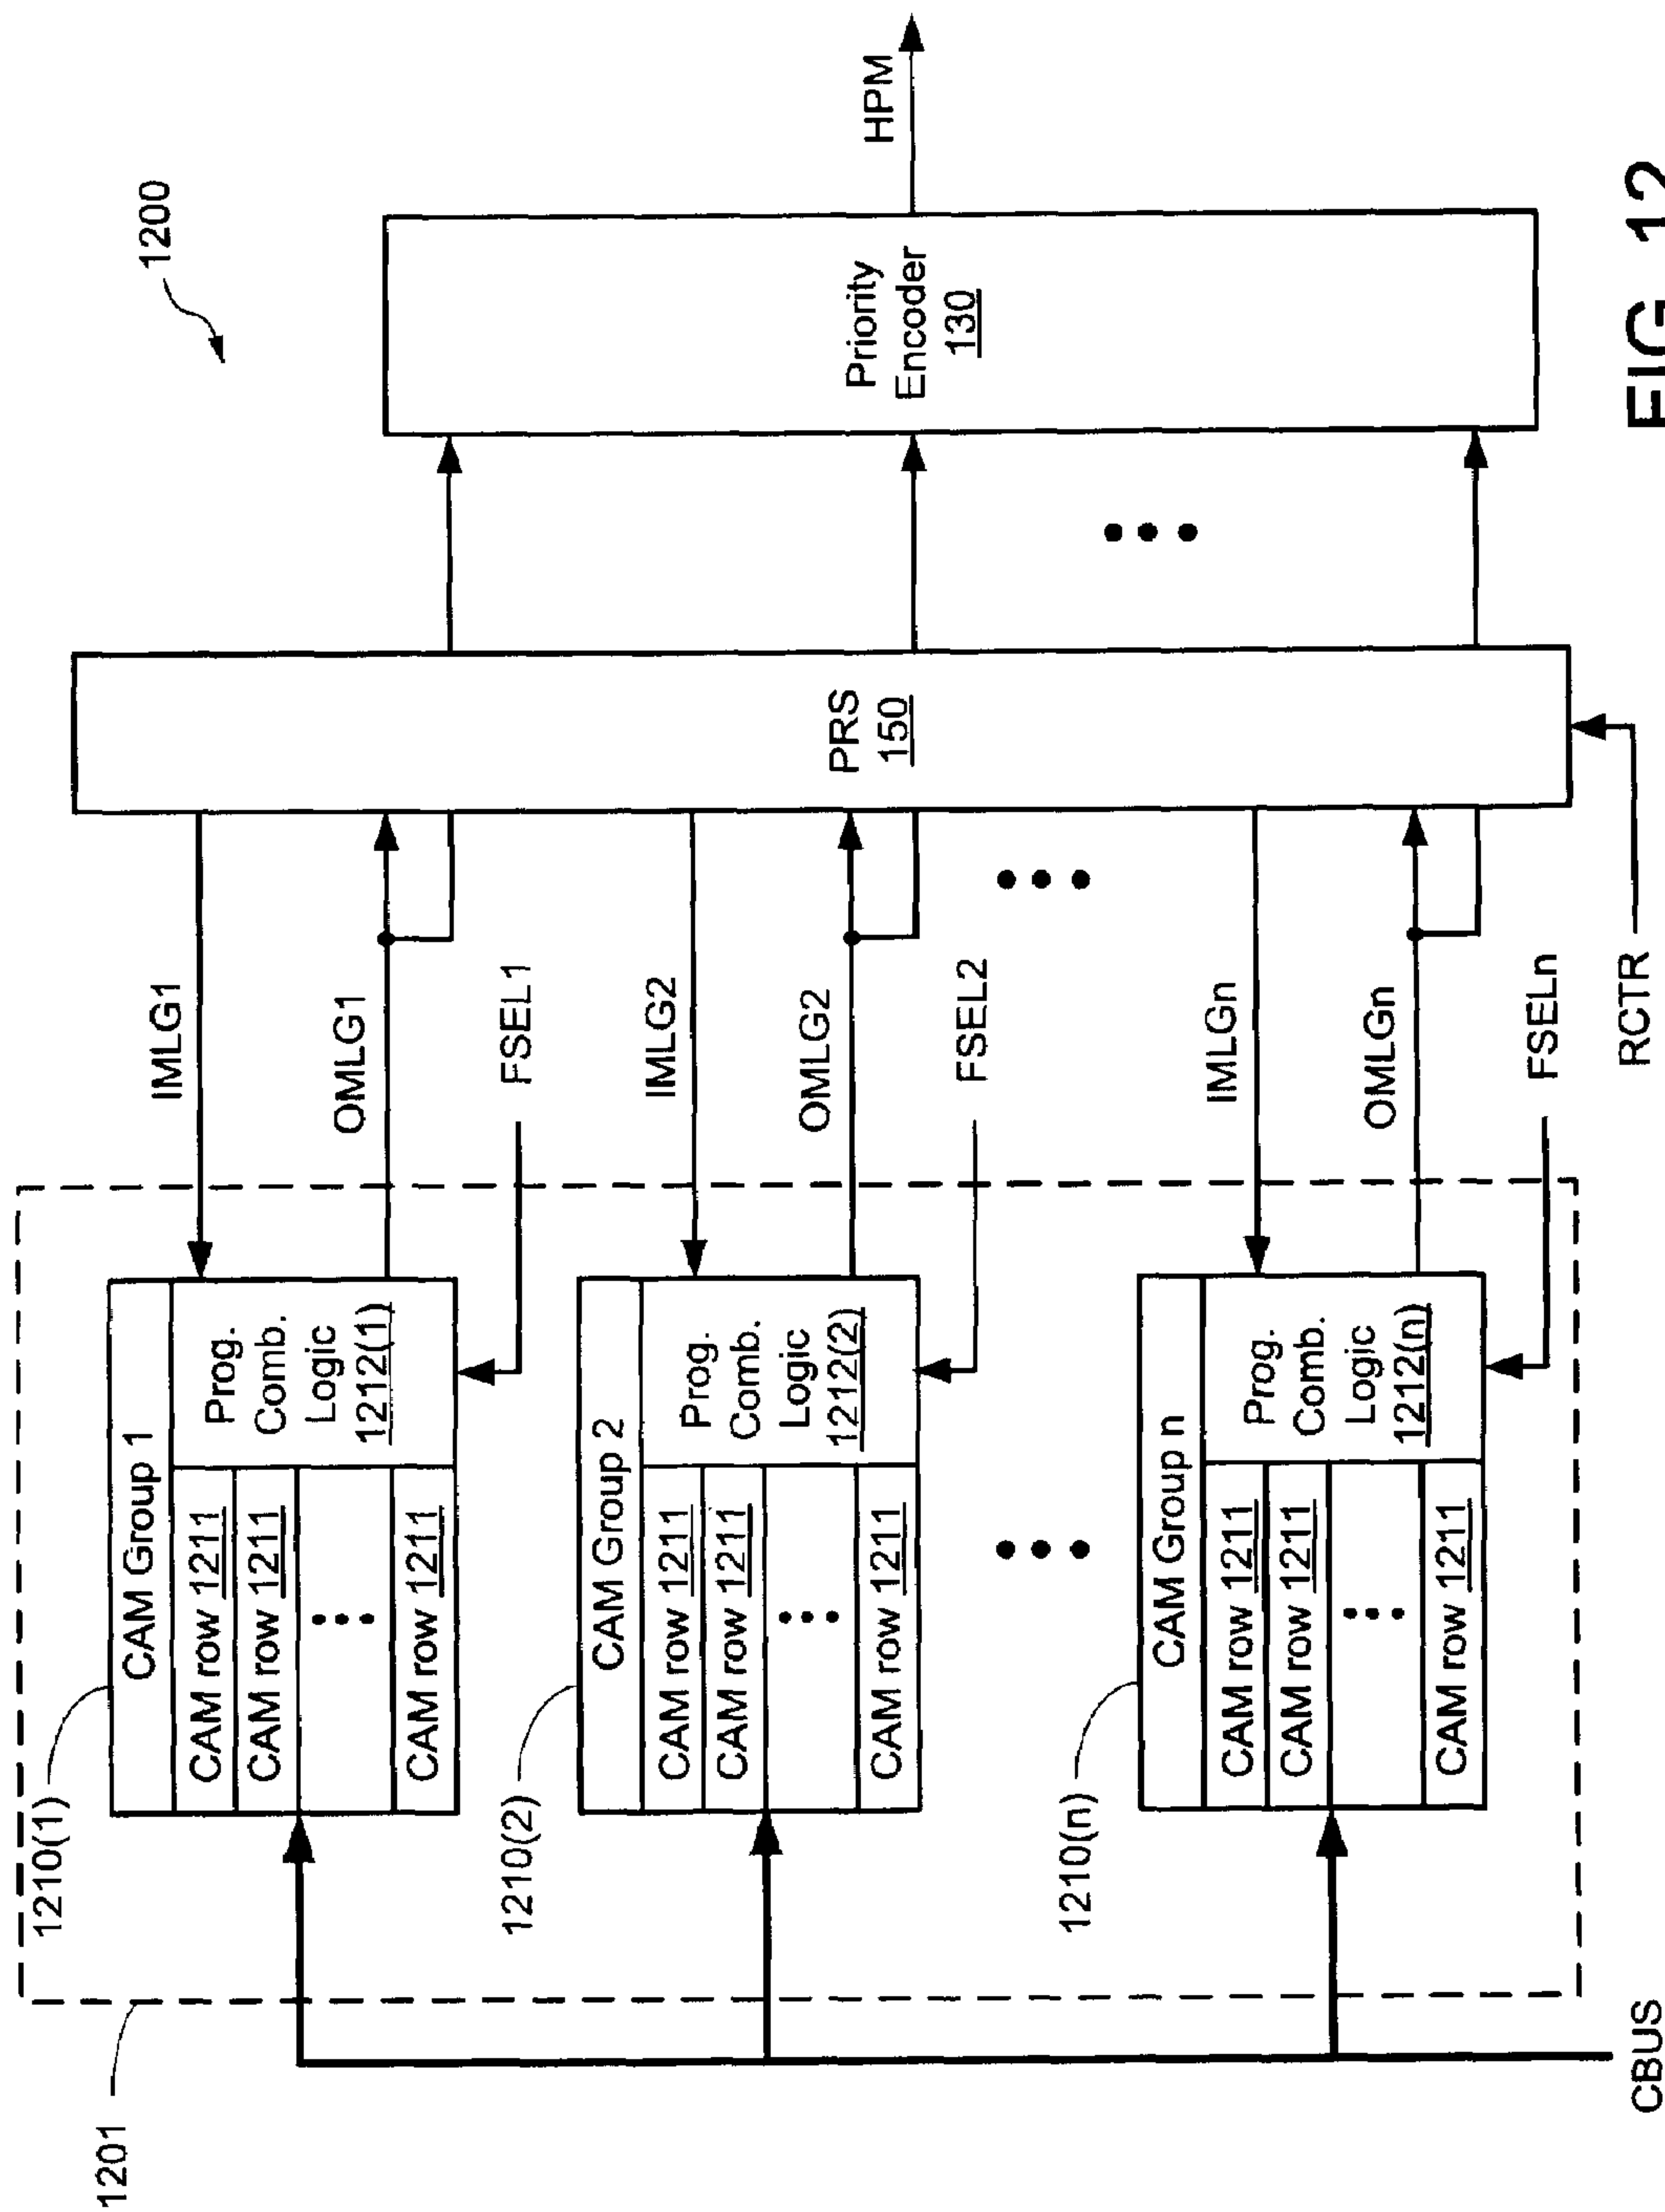 1200
1201
1210(1)
CAM Group 1
CAM row 1211
CAM row 1211
CAM row 1211
Prog.
Comb.
Logic
1212(1)
IMLG1
OMLG1
FSEL1
1210(2)
CAM Group 2
CAM row 1211
CAM row 1211
CAM row 1211
Prog.
Comb.
Logic
1212(2)
IMLG2
OMLG2
FSEL2
1210(n)
CAM Group n
CAM row 1211
CAM row 1211
CAM row 1211
Prog.
Comb.
Logic
1212(n)
IMLGn
OMLGn
FSELn
PRS
150
Priority
Encoder
130
HPM
CBUS
RCTR
FIG. 12